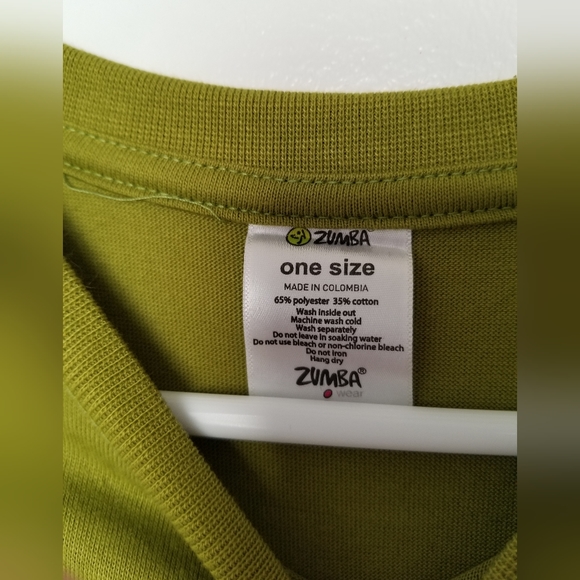 ZUMBA®
one size
MADE IN COLOMBIA
65% polyester 35% cotton
Wash inside out
Machine wash cold
Wash separately
Do not leave in soaking water
Do not use bleach or non-chlorine bleach
Do not iron
Hang dry
ZUMBA®
wear